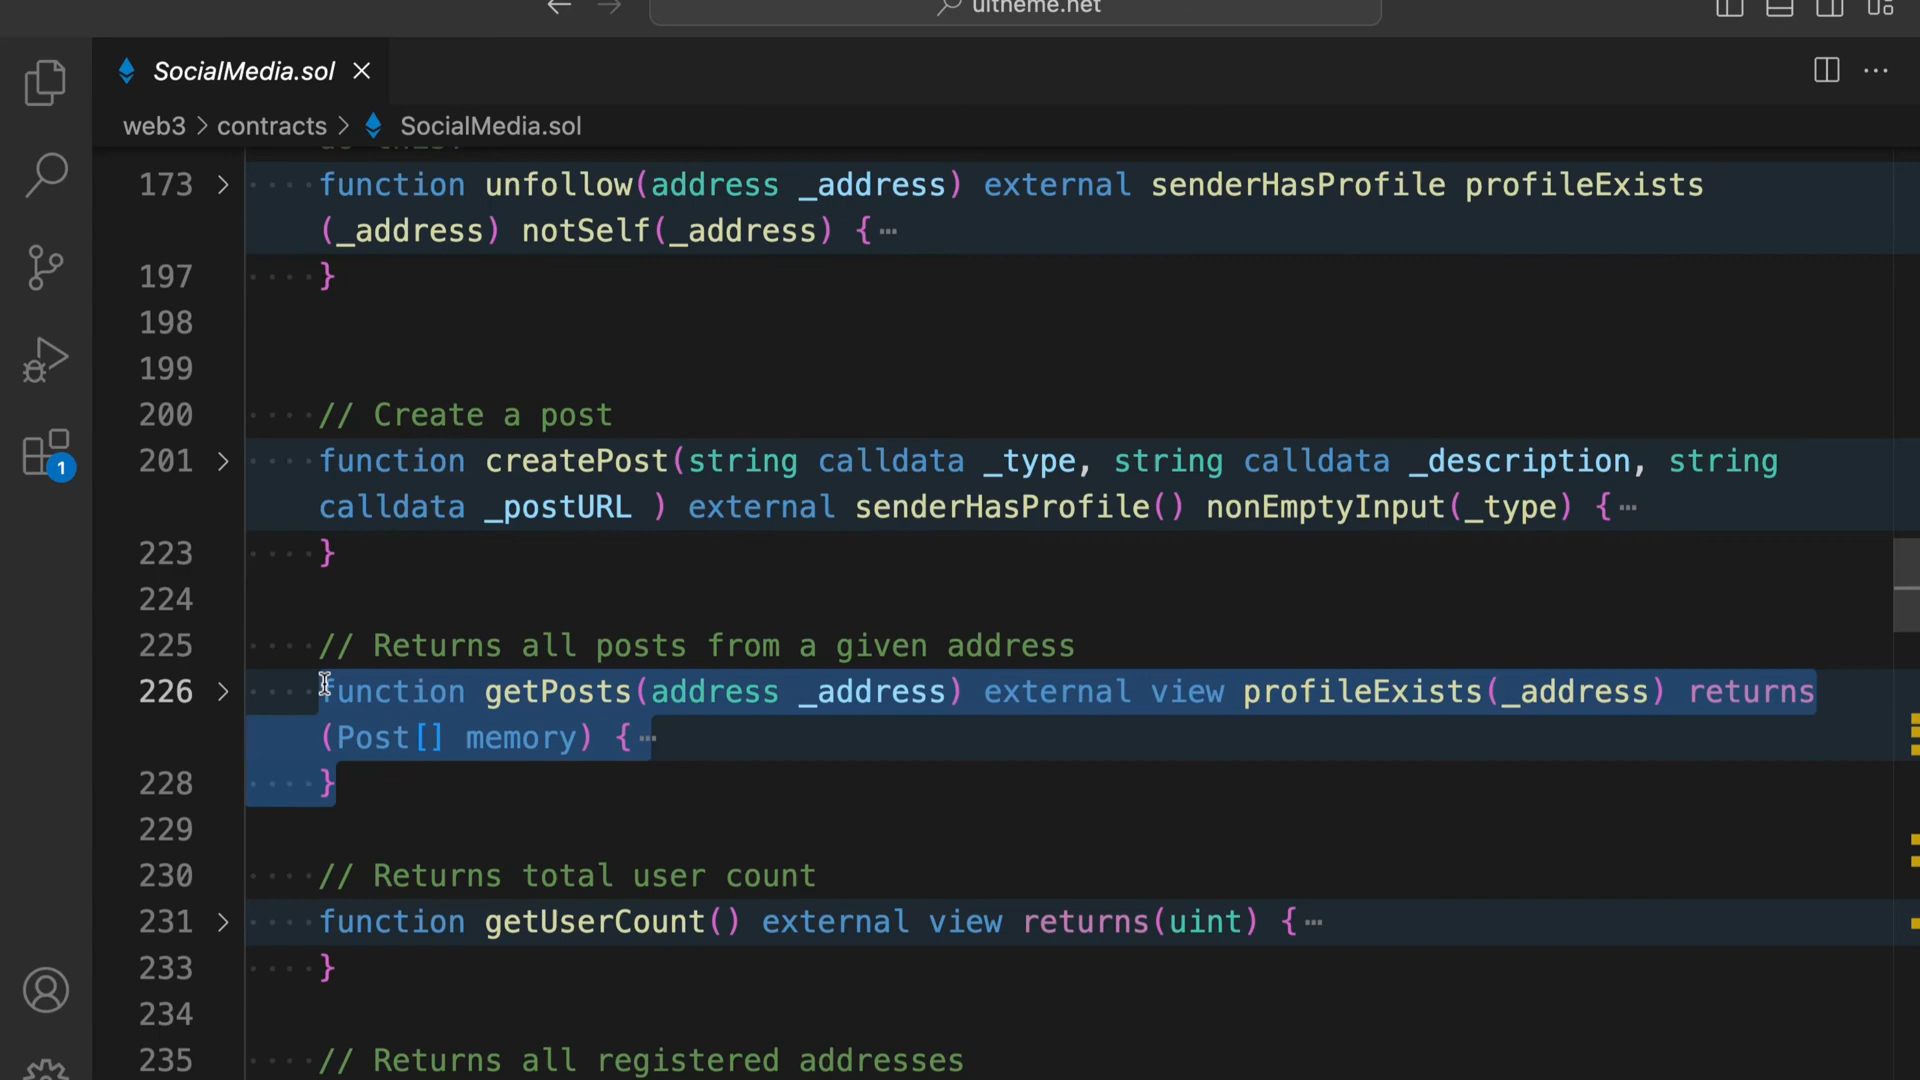 uitheme.net
SocialMedia.sol
web3 > contracts > SocialMedia.sol
do this.
173 function unfollow(address _address) external senderHasProfile profileExists
(_address) notSelf(_address) {…
197 }
198
199
200 // Create a post
201 function createPost(string calldata _type, string calldata _description, string
calldata _postURL ) external senderHasProfile() nonEmptyInput(_type) {…
223 }
224
225 // Returns all posts from a given address
226 function getPosts(address _address) external view profileExists(_address) returns
(Post[] memory) {…
228 }
229
230 // Returns total user count
231 function getUserCount() external view returns(uint) {…
233 }
234
235 // Returns all registered addresses
1